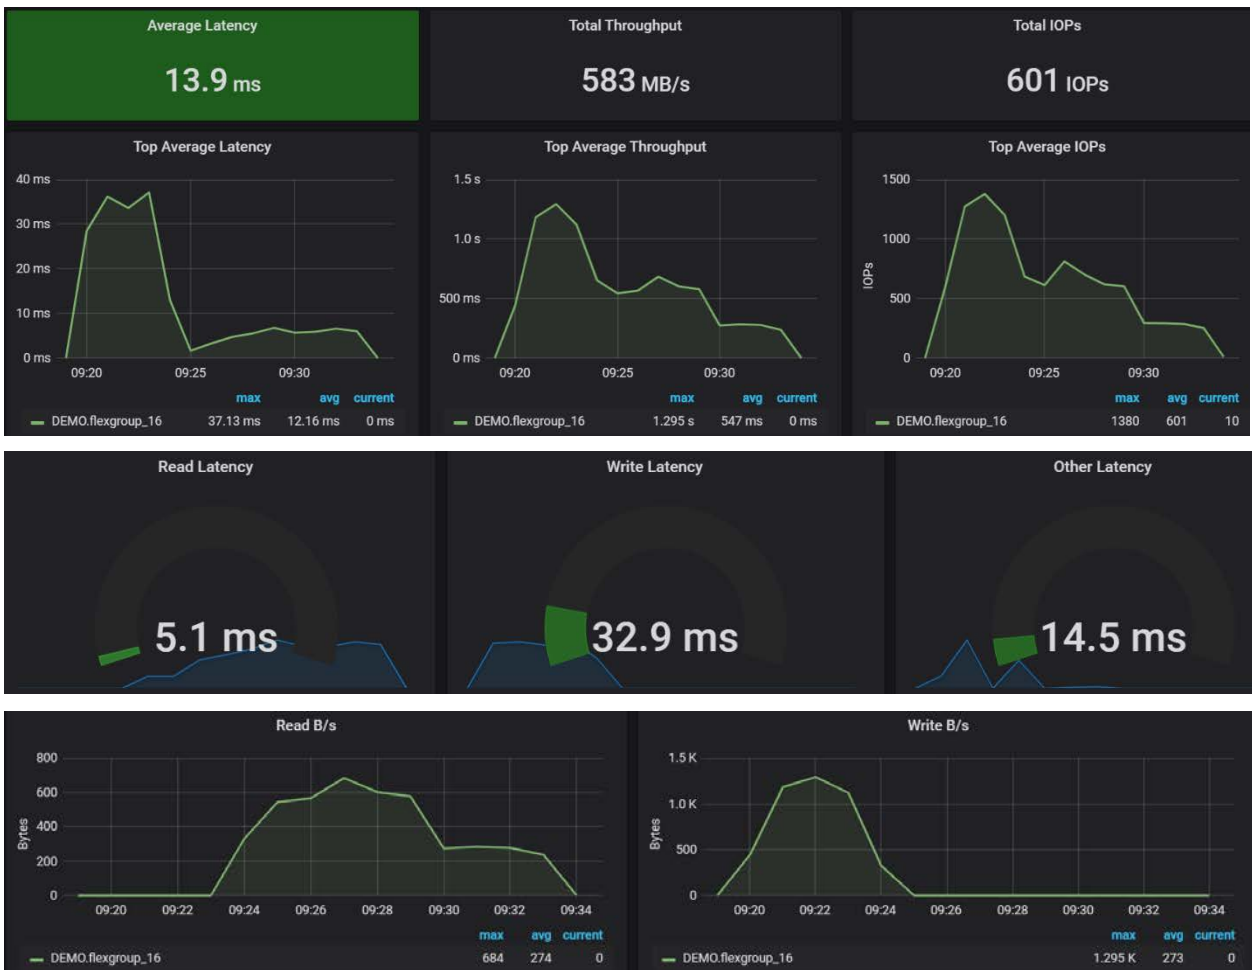 Average Latency
13.9 ms
Total Throughput
583 MB/s
Total IOPs
601 IOPs
Top Average Latency
40 ms
30 ms
20 ms
10 ms
0 ms
09:20 09:25 09:30
max avg current
DEMO.flexgroup_16 37.13 ms 12.16 ms 0 ms
Top Average Throughput
1.5 s
1.0 s
500 ms
0 ms
09:20 09:25 09:30
max avg current
DEMO.flexgroup_16 1.295 s 547 ms 0 ms
Top Average IOPs
IOPs
1500
1000
500
0
09:20 09:25 09:30
max avg current
DEMO.flexgroup_16 1380 601 10
Read Latency
5.1 ms
Write Latency
32.9 ms
Other Latency
14.5 ms
Read B/s
Bytes
800
600
400
200
0
09:20 09:22 09:24 09:26 09:28 09:30 09:32 09:34
max avg current
DEMO.flexgroup_16 684 274 0
Write B/s
Bytes
1.5 K
1.0 K
500
0
09:20 09:22 09:24 09:26 09:28 09:30 09:32 09:34
max avg current
DEMO.flexgroup_16 1.295 K 273 0